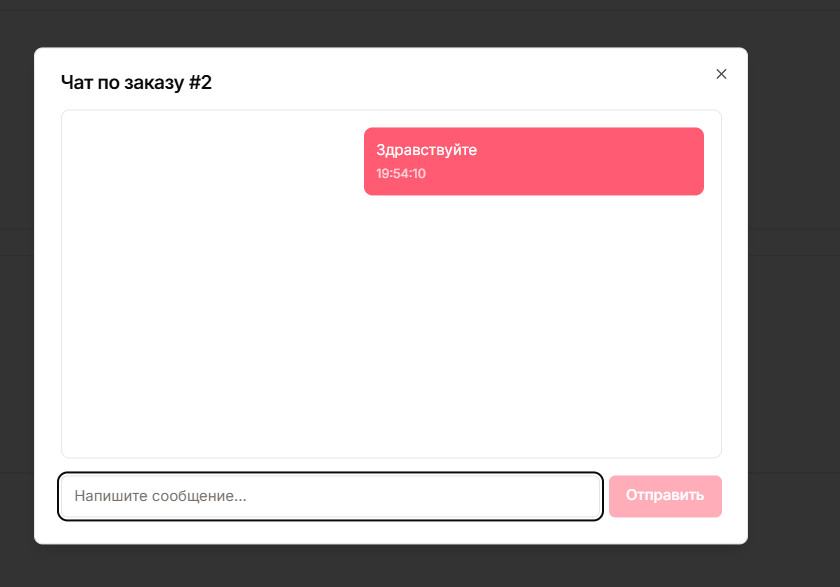 Чат по заказу #2
Здравствуйте
19:54:10
Напишите сообщение...
Отправить